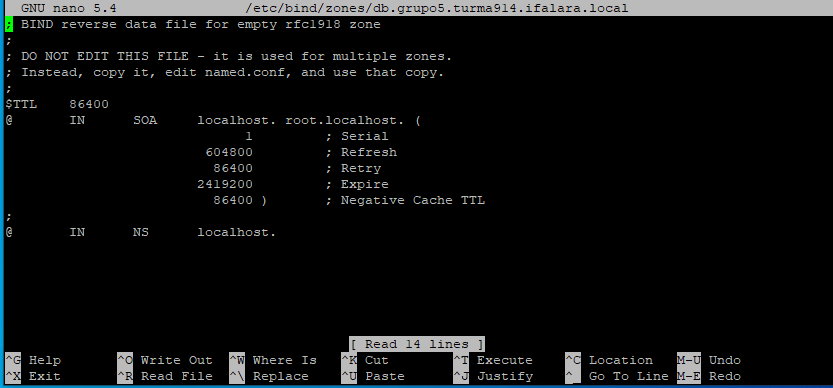 GNU nano 5.4 /etc/bind/zones/db.grupo5.turma914.ifalara.local
; BIND reverse data file for empty rfc1918 zone
;
; DO NOT EDIT THIS FILE - it is used for multiple zones.
; Instead, copy it, edit named.conf, and use that copy.
;
$TTL 86400
@ IN SOA localhost. root.localhost. (
1 ; Serial
604800 ; Refresh
86400 ; Retry
2419200 ; Expire
86400 ) ; Negative Cache TTL
;
@ IN NS localhost.
[ Read 14 lines ]
^G Help ^O Write Out ^W Where Is ^K Cut ^T Execute ^C Location M-U Undo
^X Exit ^R Read File ^\ Replace ^U Paste ^J Justify ^_ Go To Line M-E Redo